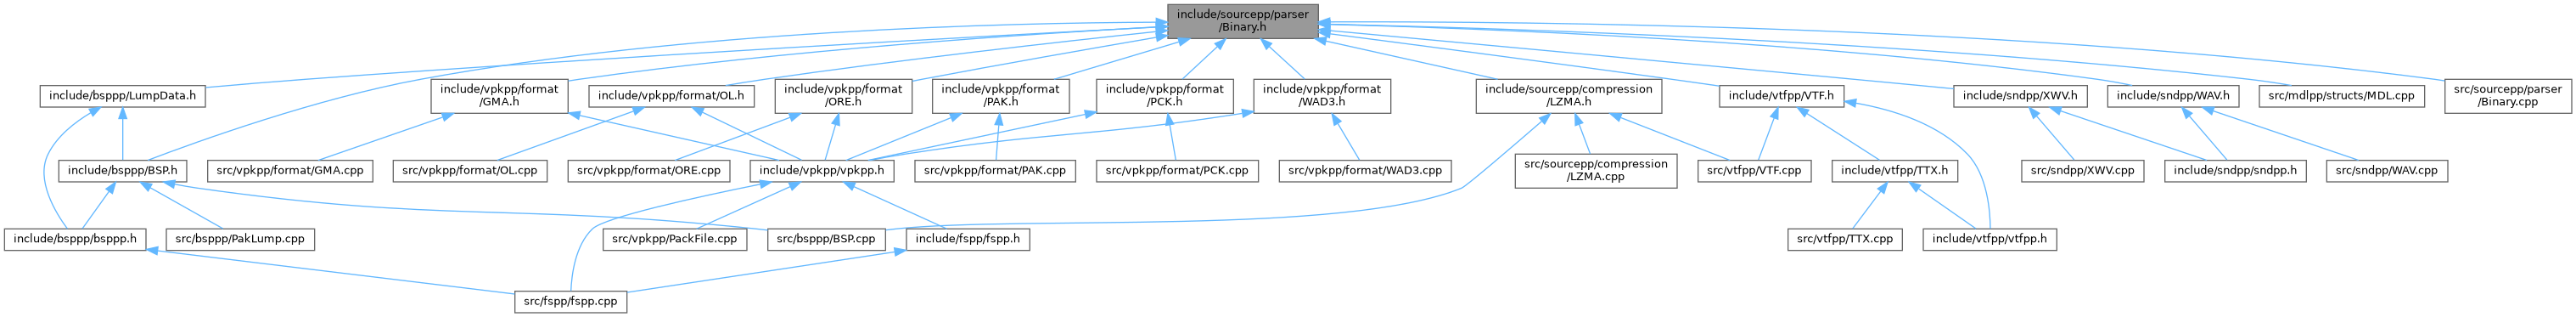 include/sourcepp/parser
/Binary.h
include/bsppp/LumpData.h
include/vpkpp/format
/GMA.h
include/vpkpp/format/OL.h
include/vpkpp/format
/ORE.h
include/vpkpp/format
/PAK.h
include/vpkpp/format
/PCK.h
include/vpkpp/format
/WAD3.h
include/sourcepp/compression
/LZMA.h
include/vtfpp/VTF.h
include/sndpp/XWV.h
include/sndpp/WAV.h
src/mdlpp/structs/MDL.cpp
src/sourcepp/parser
/Binary.cpp
include/bsppp/BSP.h
src/vpkpp/format/GMA.cpp
src/vpkpp/format/OL.cpp
src/vpkpp/format/ORE.cpp
include/vpkpp/vpkpp.h
src/vpkpp/format/PAK.cpp
src/vpkpp/format/PCK.cpp
src/vpkpp/format/WAD3.cpp
src/sourcepp/compression
/LZMA.cpp
src/vtfpp/VTF.cpp
include/vtfpp/TTX.h
src/sndpp/XWV.cpp
include/sndpp/sndpp.h
src/sndpp/WAV.cpp
include/bsppp/bsppp.h
src/bsppp/PakLump.cpp
src/vpkpp/PackFile.cpp
src/bsppp/BSP.cpp
include/fspp/fspp.h
src/vtfpp/TTX.cpp
include/vtfpp/vtfpp.h
src/fspp/fspp.cpp